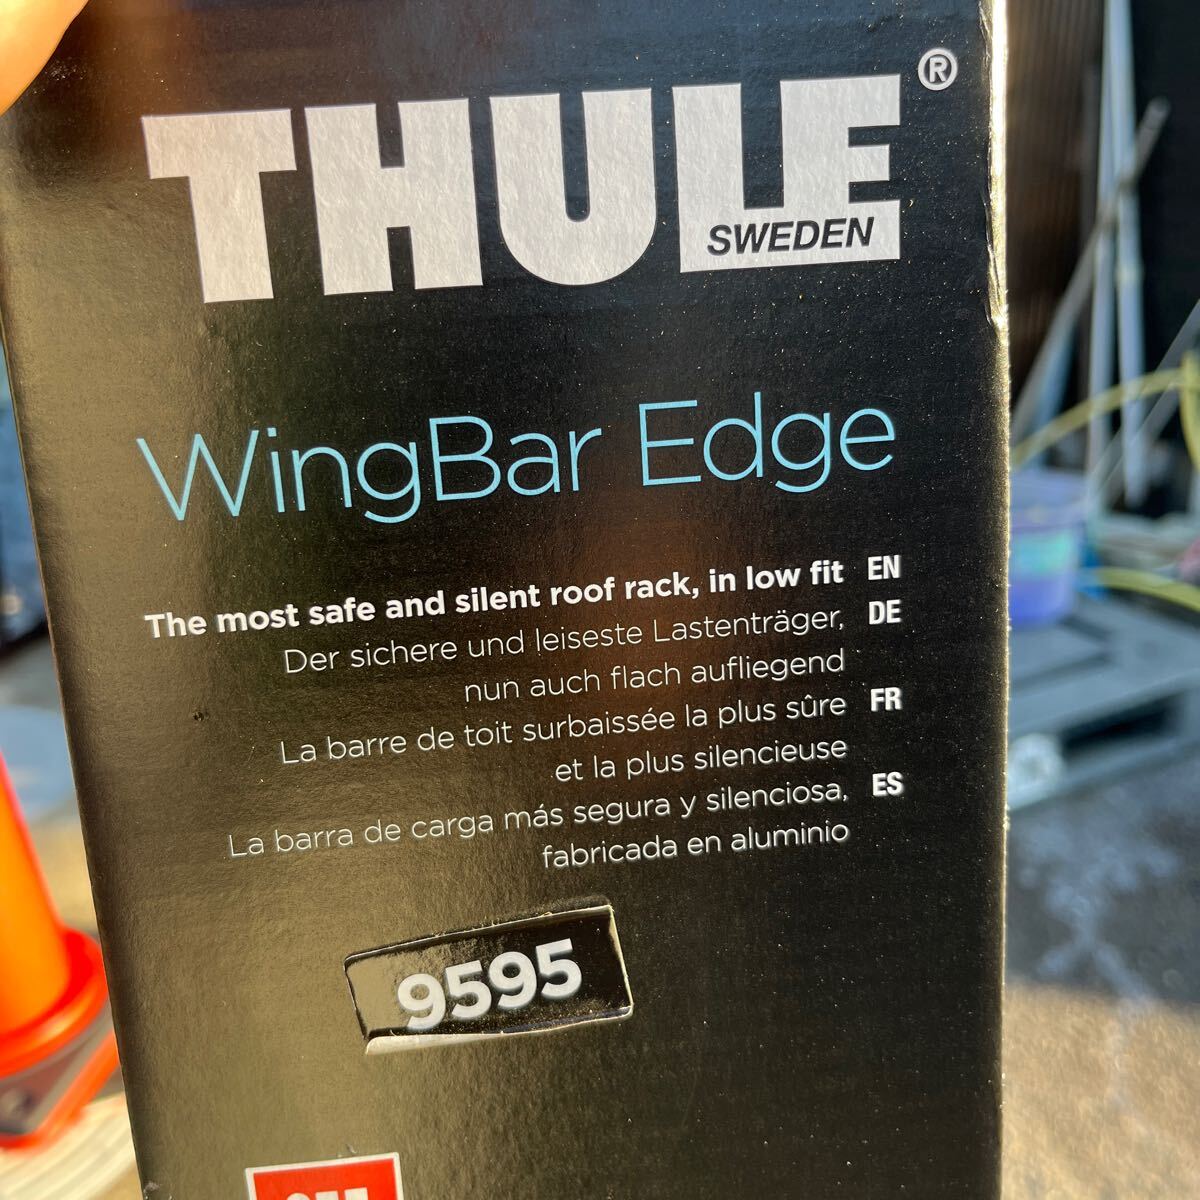 THULE®
SWEDEN
WingBar Edge
The most safe and silent roof rack, in low fit EN
Der sichere und leiseste Lastenträger, DE
nun auch flach aufliegend
La barre de toit surbaissée la plus sûre FR
et la plus silencieuse
La barra de carga más segura y silenciosa, ES
fabricada en aluminio
9595